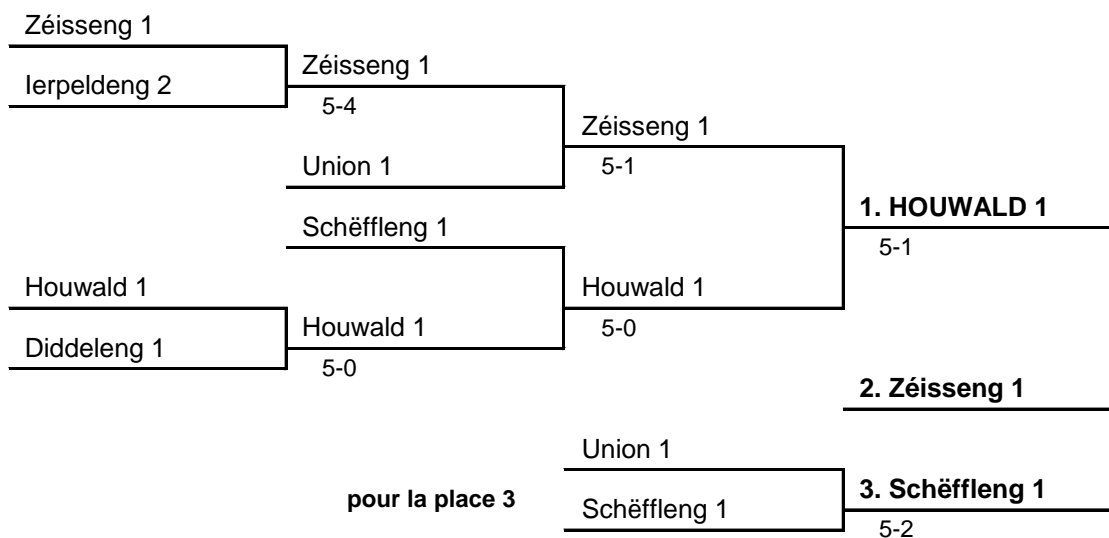 Zéisseng 1
Ierpeldeng 2
Zéisseng 1
5-4
Union 1
Zéisseng 1
5-1
Schëffleng 1
1. HOUWALD 1
5-1
Houwald 1
Diddeleng 1
Houwald 1
5-0
Houwald 1
5-0
2. Zéisseng 1
pour la place 3
Union 1
Schëffleng 1
3. Schëffleng 1
5-2